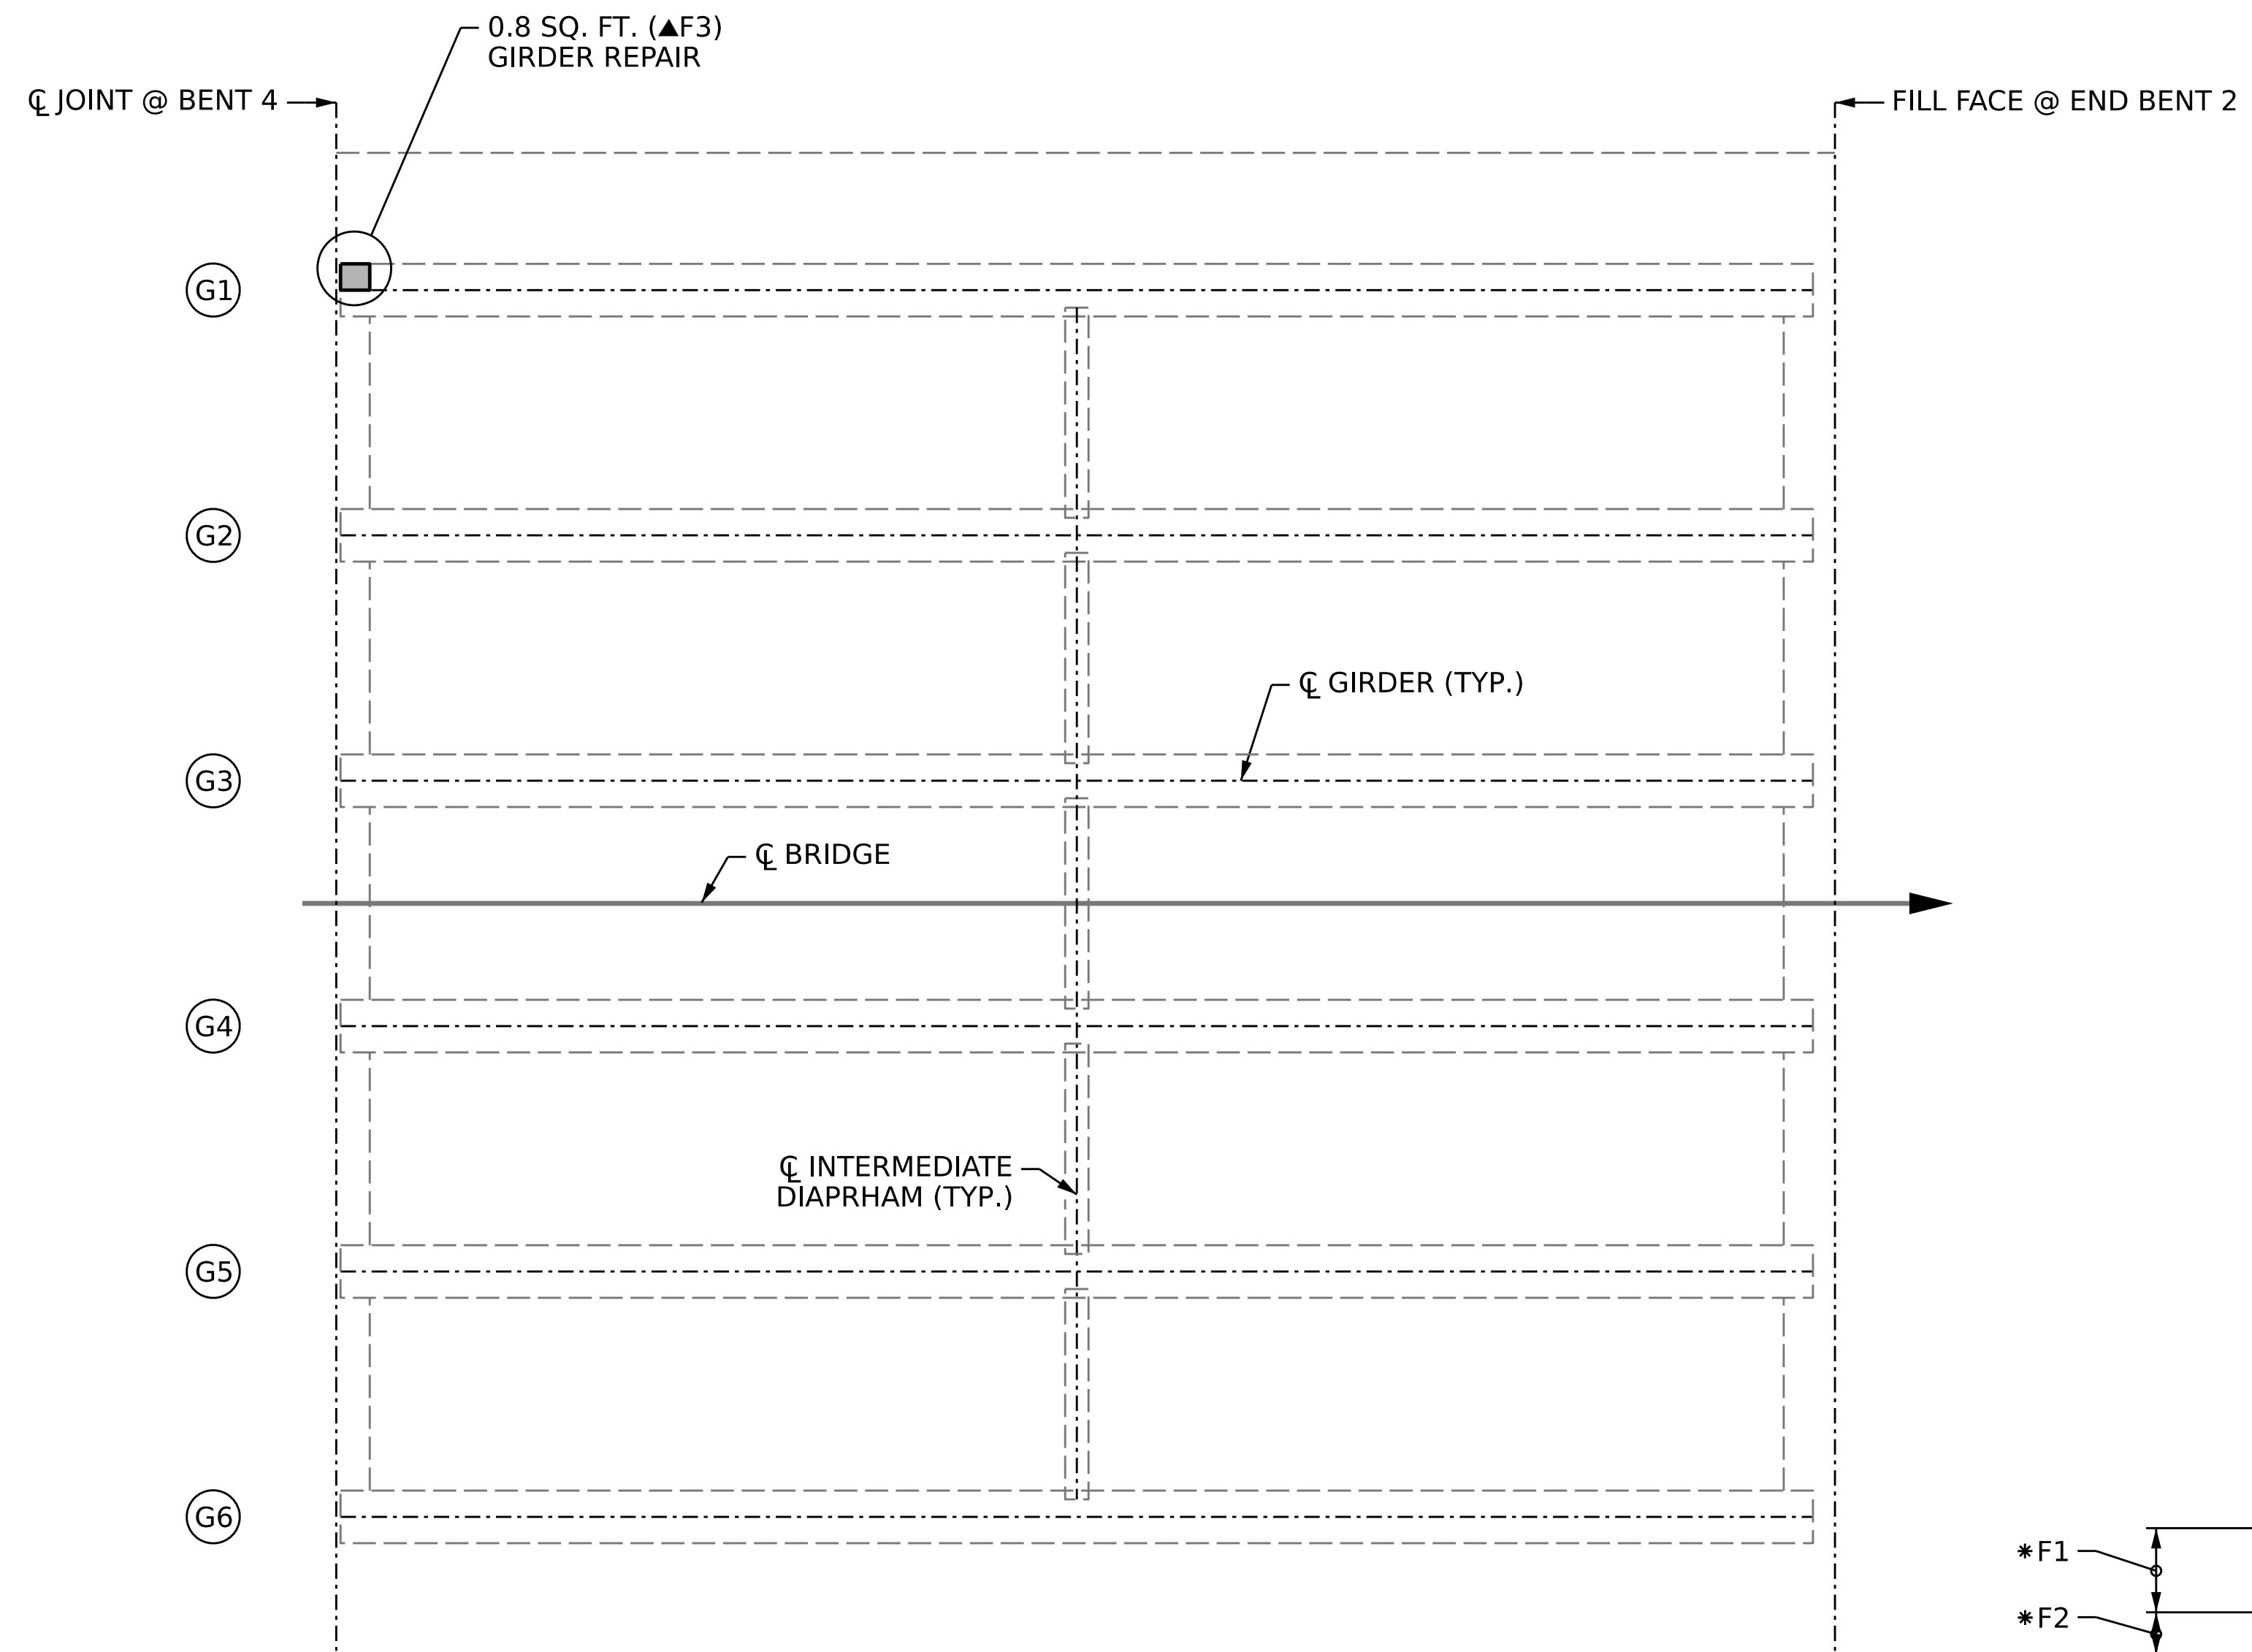 0.8 SQ. FT. (▲F3)
GIRDER REPAIR
℄ JOINT @ BENT 4
FILL FACE @ END BENT 2
G1
G2
℄ GIRDER (TYP.)
G3
℄ BRIDGE
G4
℄ INTERMEDIATE
DIAPRHAM (TYP.)
G5
G6
✱F1
✱F2